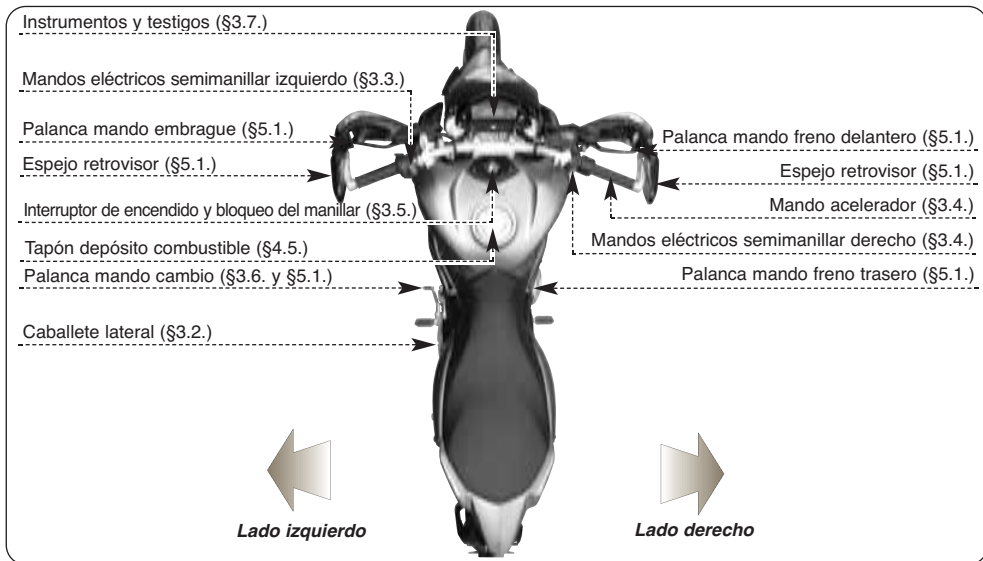 Instrumentos y testigos (§3.7.)
Mandos eléctricos semimanillar izquierdo (§3.3.)
Palanca mando embrague (§5.1.)
Espejo retrovisor (§5.1.)
Interruptor de encendido y bloqueo del manillar (§3.5.)
Tapón depósito combustible (§4.5.)
Palanca mando cambio (§3.6. y §5.1.)
Caballete lateral (§3.2.)
Palanca mando freno delantero (§5.1.)
Espejo retrovisor (§5.1.)
Mando acelerador (§3.4.)
Mandos eléctricos semimanillar derecho (§3.4.)
Palanca mando freno trasero (§5.1.)
Lado izquierdo
Lado derecho